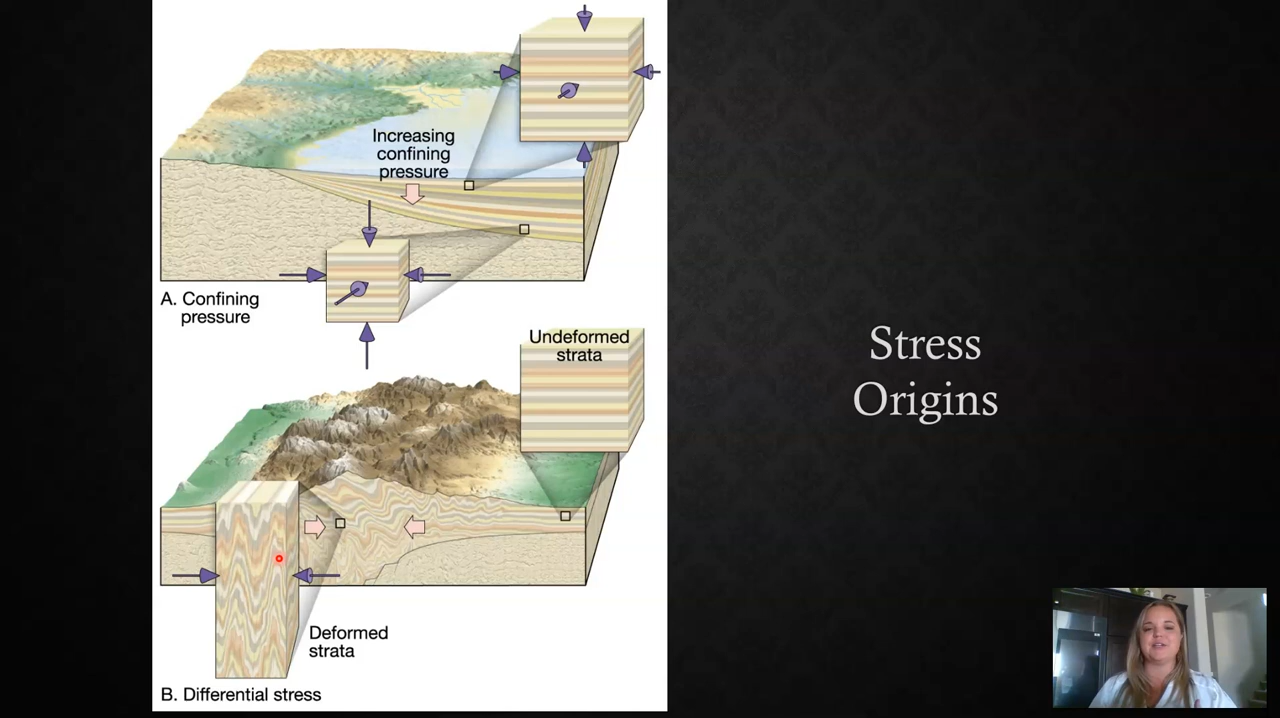 Increasing
confining
pressure
A. Confining
pressure
Undeformed
strata
Deformed
strata
B. Differential stress
Stress
Origins